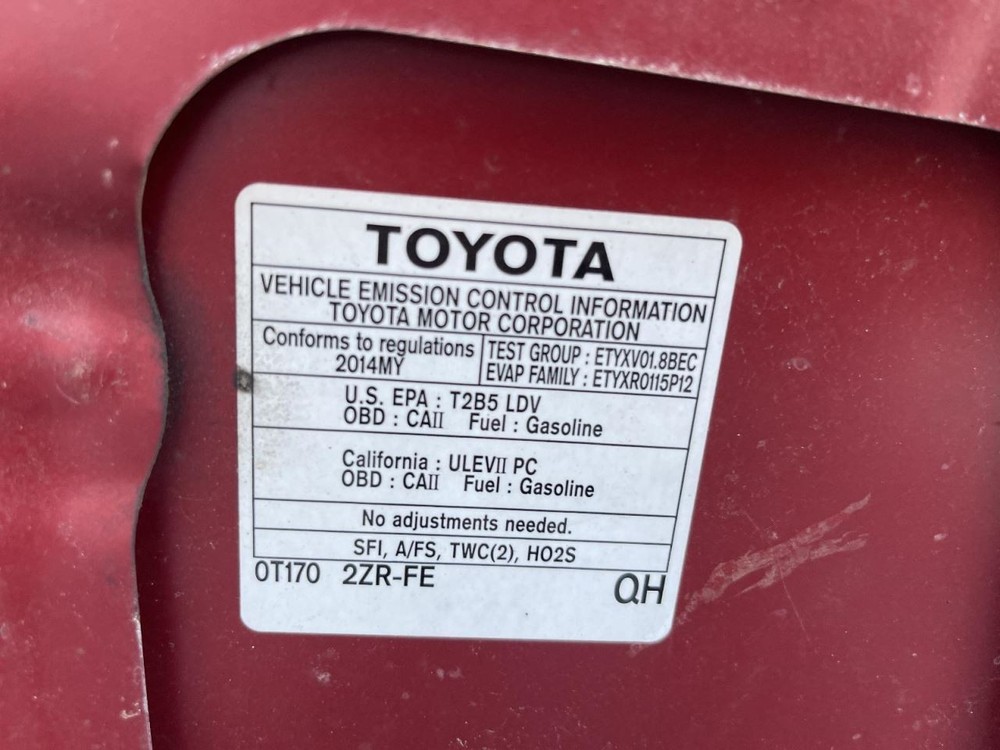 TOYOTA
VEHICLE EMISSION CONTROL INFORMATION
TOYOTA MOTOR CORPORATION
Conforms to regulations
2014MY
TEST GROUP : ETYXV01.8BEC
EVAP FAMILY : ETYXR0115P12
U.S. EPA : T2B5 LDV
OBD : CAII Fuel : Gasoline
California : ULEVII PC
OBD : CAII Fuel : Gasoline
No adjustments needed.
SFI, A/FS, TWC(2), HO2S
0T170 2ZR-FE QH